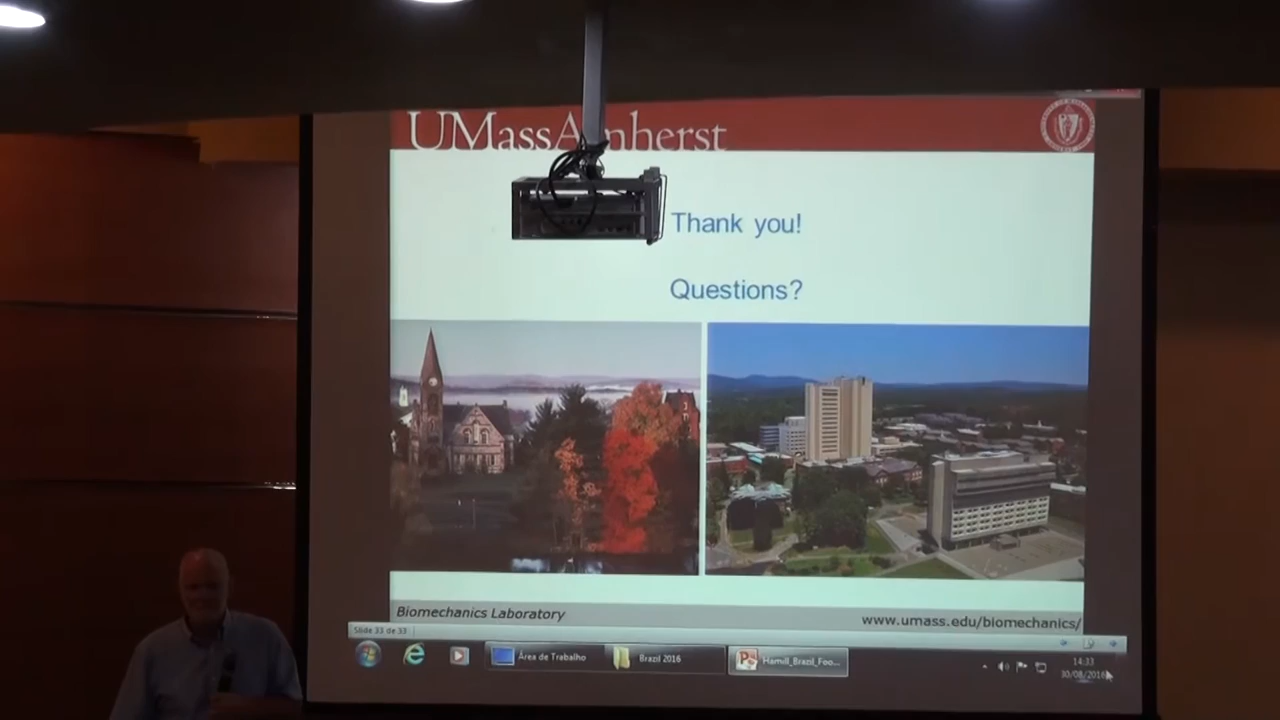 UMassAmherst
Thank you!
Questions?
Biomechanics Laboratory
www.umass.edu/biomechanics/
Slide 33 de 33
Área de Trabalho
Brazil 2016
Hamill_Brazil_Foo...
14:33
30/08/2016